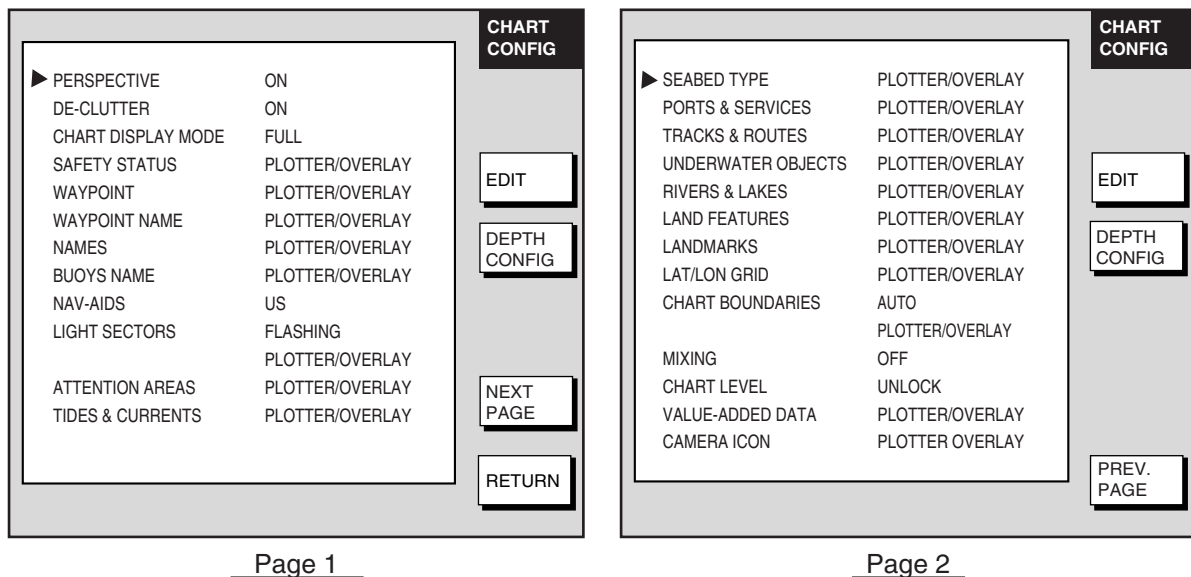 CHART
CONFIG
PERSPECTIVE ON
DE-CLUTTER ON
CHART DISPLAY MODE FULL
SAFETY STATUS PLOTTER/OVERLAY
WAYPOINT PLOTTER/OVERLAY
WAYPOINT NAME PLOTTER/OVERLAY
NAMES PLOTTER/OVERLAY
BUOYS NAME PLOTTER/OVERLAY
NAV-AIDS US
LIGHT SECTORS FLASHING
PLOTTER/OVERLAY
ATTENTION AREAS PLOTTER/OVERLAY
TIDES & CURRENTS PLOTTER/OVERLAY
EDIT
DEPTH
CONFIG
NEXT
PAGE
RETURN
Page 1
CHART
CONFIG
SEABED TYPE PLOTTER/OVERLAY
PORTS & SERVICES PLOTTER/OVERLAY
TRACKS & ROUTES PLOTTER/OVERLAY
UNDERWATER OBJECTS PLOTTER/OVERLAY
RIVERS & LAKES PLOTTER/OVERLAY
LAND FEATURES PLOTTER/OVERLAY
LANDMARKS PLOTTER/OVERLAY
LAT/LON GRID PLOTTER/OVERLAY
CHART BOUNDARIES AUTO
PLOTTER/OVERLAY
MIXING OFF
CHART LEVEL UNLOCK
VALUE-ADDED DATA PLOTTER/OVERLAY
CAMERA ICON PLOTTER OVERLAY
EDIT
DEPTH
CONFIG
PREV.
PAGE
Page 2